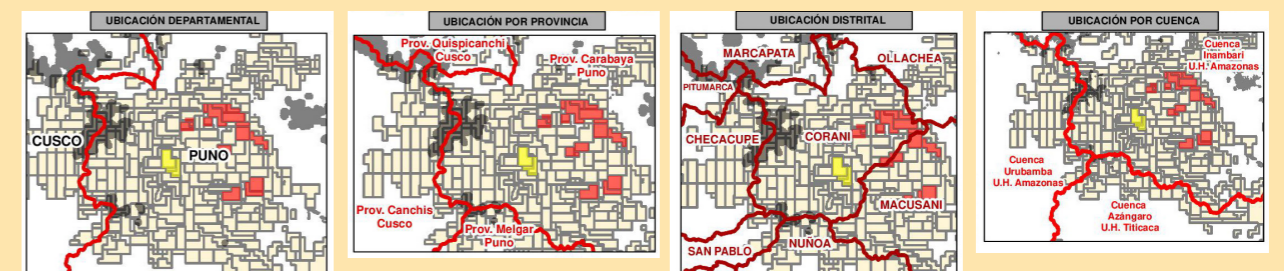 UBICACIÓN DEPARTAMENTAL
CUSCO
PUNO
UBICACIÓN POR PROVINCIA
Prov. Quispicanchi
Cusco
Prov. Carabaya
Puno
Prov. Canchis
Cusco
Prov. Melgar
Puno
UBICACIÓN DISTRITAL
MARCAPATA
OLLACHEA
PITUMARCA
CHECACUPE
CORANI
MACUSANI
SAN PABLO
NUÑOA
UBICACIÓN POR CUENCA
Cuenca
Inambari
U.H. Amazonas
Cuenca
Urubamba
U.H. Amazonas
Cuenca
Azángaro
U.H. Titicaca